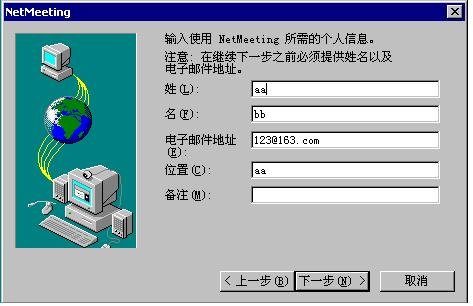 NetMeeting
输入使用 NetMeeting 所需的个人信息。
注意: 在继续下一步之前必须提供姓名以及
电子邮件地址。
姓(L): aa
名(F): bb
电子邮件地址
(E): 123@163.com
位置(C): aa
备注(M):
< 上一步(B) 下一步(N) > 取消